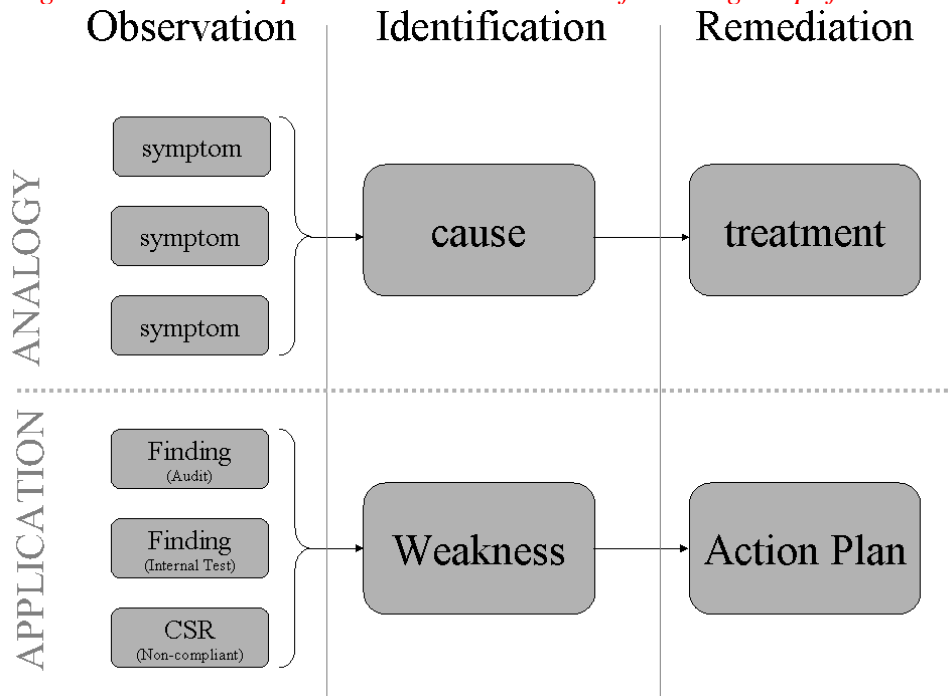 Observation Identification Remediation
ANALOGY
symptom
symptom
symptom
cause
treatment
APPLICATION
Finding
(Audit)
Finding
(Internal Test)
CSR
(Non-compliant)
Weakness
Action Plan